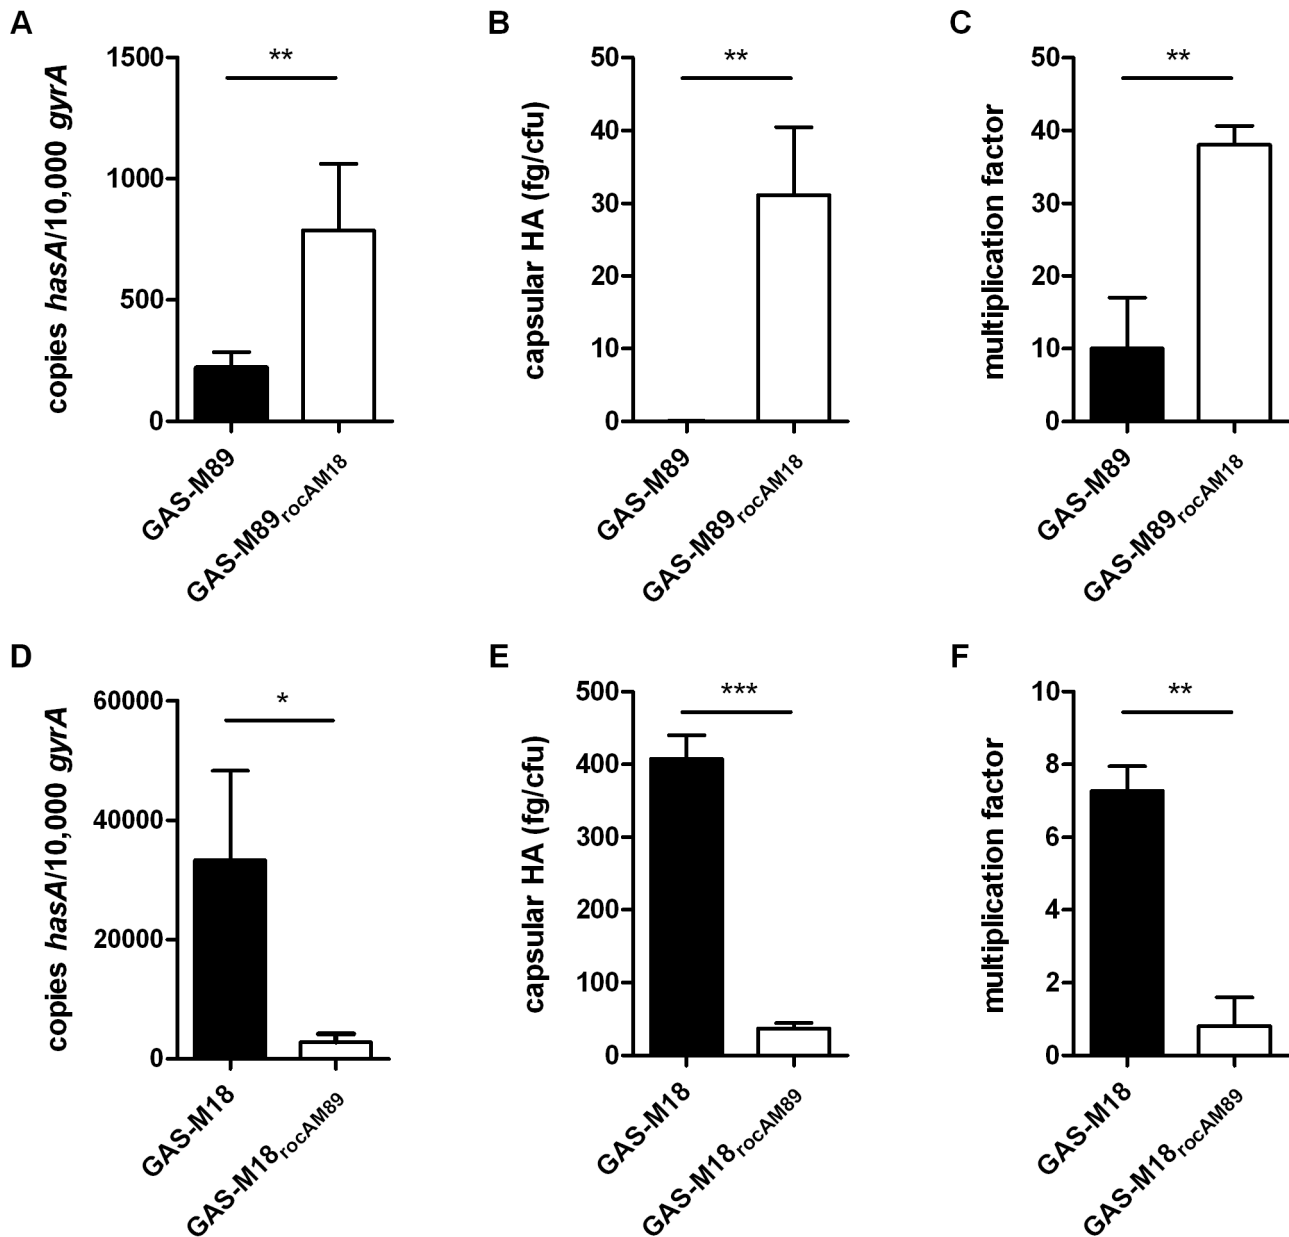 A
copies hasA/10,000 gyrA
1500
1000
500
0
**
GAS-M89
GAS-M89rocAM18
B
capsular HA (fg/cfu)
50
40
30
20
10
0
**
GAS-M89
GAS-M89rocAM18
C
multiplication factor
50
40
30
20
10
0
**
GAS-M89
GAS-M89rocAM18
D
copies hasA/10,000 gyrA
60000
40000
20000
0
*
GAS-M18
GAS-M18rocAM89
E
capsular HA (fg/cfu)
500
400
300
200
100
0
***
GAS-M18
GAS-M18rocAM89
F
multiplication factor
10
8
6
4
2
0
**
GAS-M18
GAS-M18rocAM89